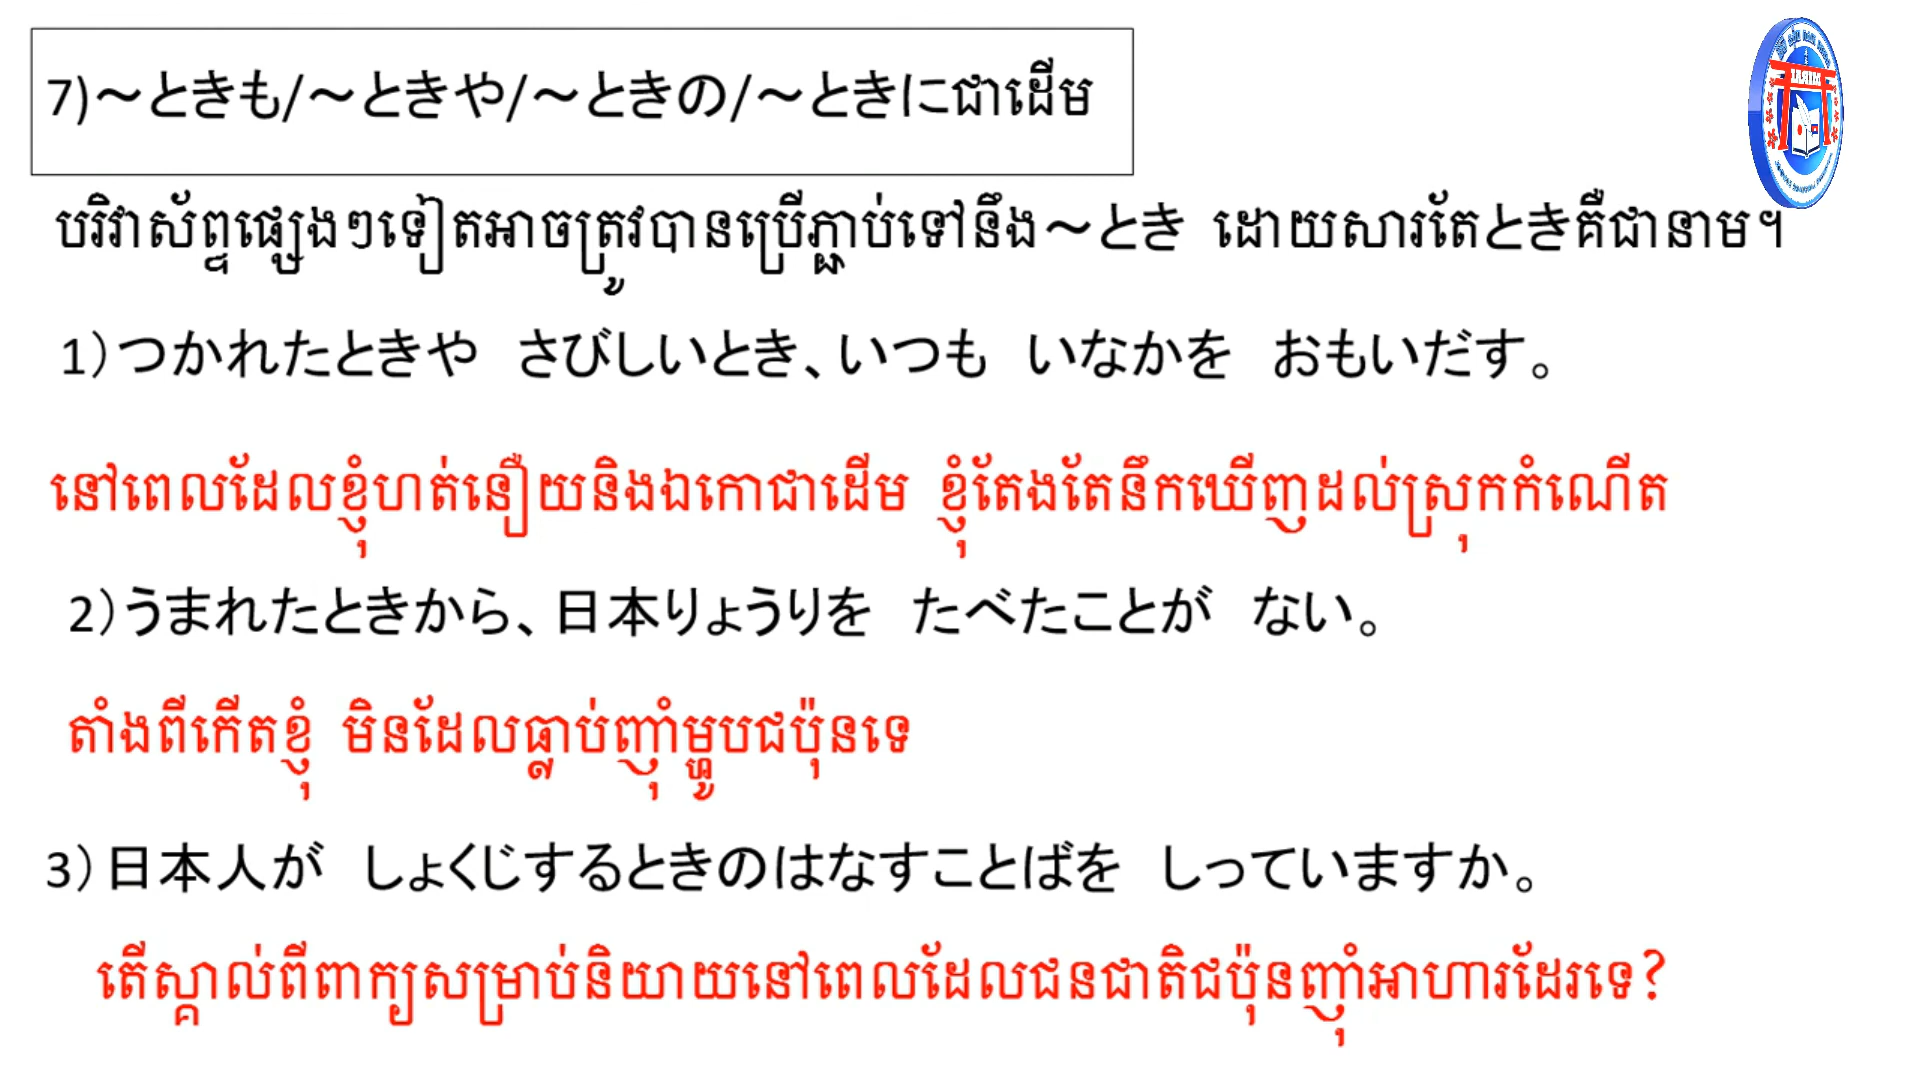 7)～ときも/～ときや/～ときの/～ときにជាដើម
បរិវាស័ព្ទផ្សេងៗទៀតអាចត្រូវបានប្រើភ្ជាប់ទៅនឹង～とき ដោយសារតែときគឺជានាម។
1）つかれたときや　さびしいとき、いつも　いなかを　おもいだす。
នៅពេលដែលខ្ញុំហត់នឿយនិងឯកោជាដើម ខ្ញុំតែងតែនឹកឃើញដល់ស្រុកកំណើត
2）うまれたときから、日本りょうりを　たべたことが　ない。
តាំងពីកើតខ្ញុំ មិនដែលធ្លាប់ញ៉ាំម្ហូបជប៉ុនទេ
3）日本人が　しょくじするときのはなすことばを　しっていますか。
តើស្គាល់ពីពាក្យសម្រាប់និយាយនៅពេលដែលជនជាតិជប៉ុនញ៉ាំអាហារដែរទេ?